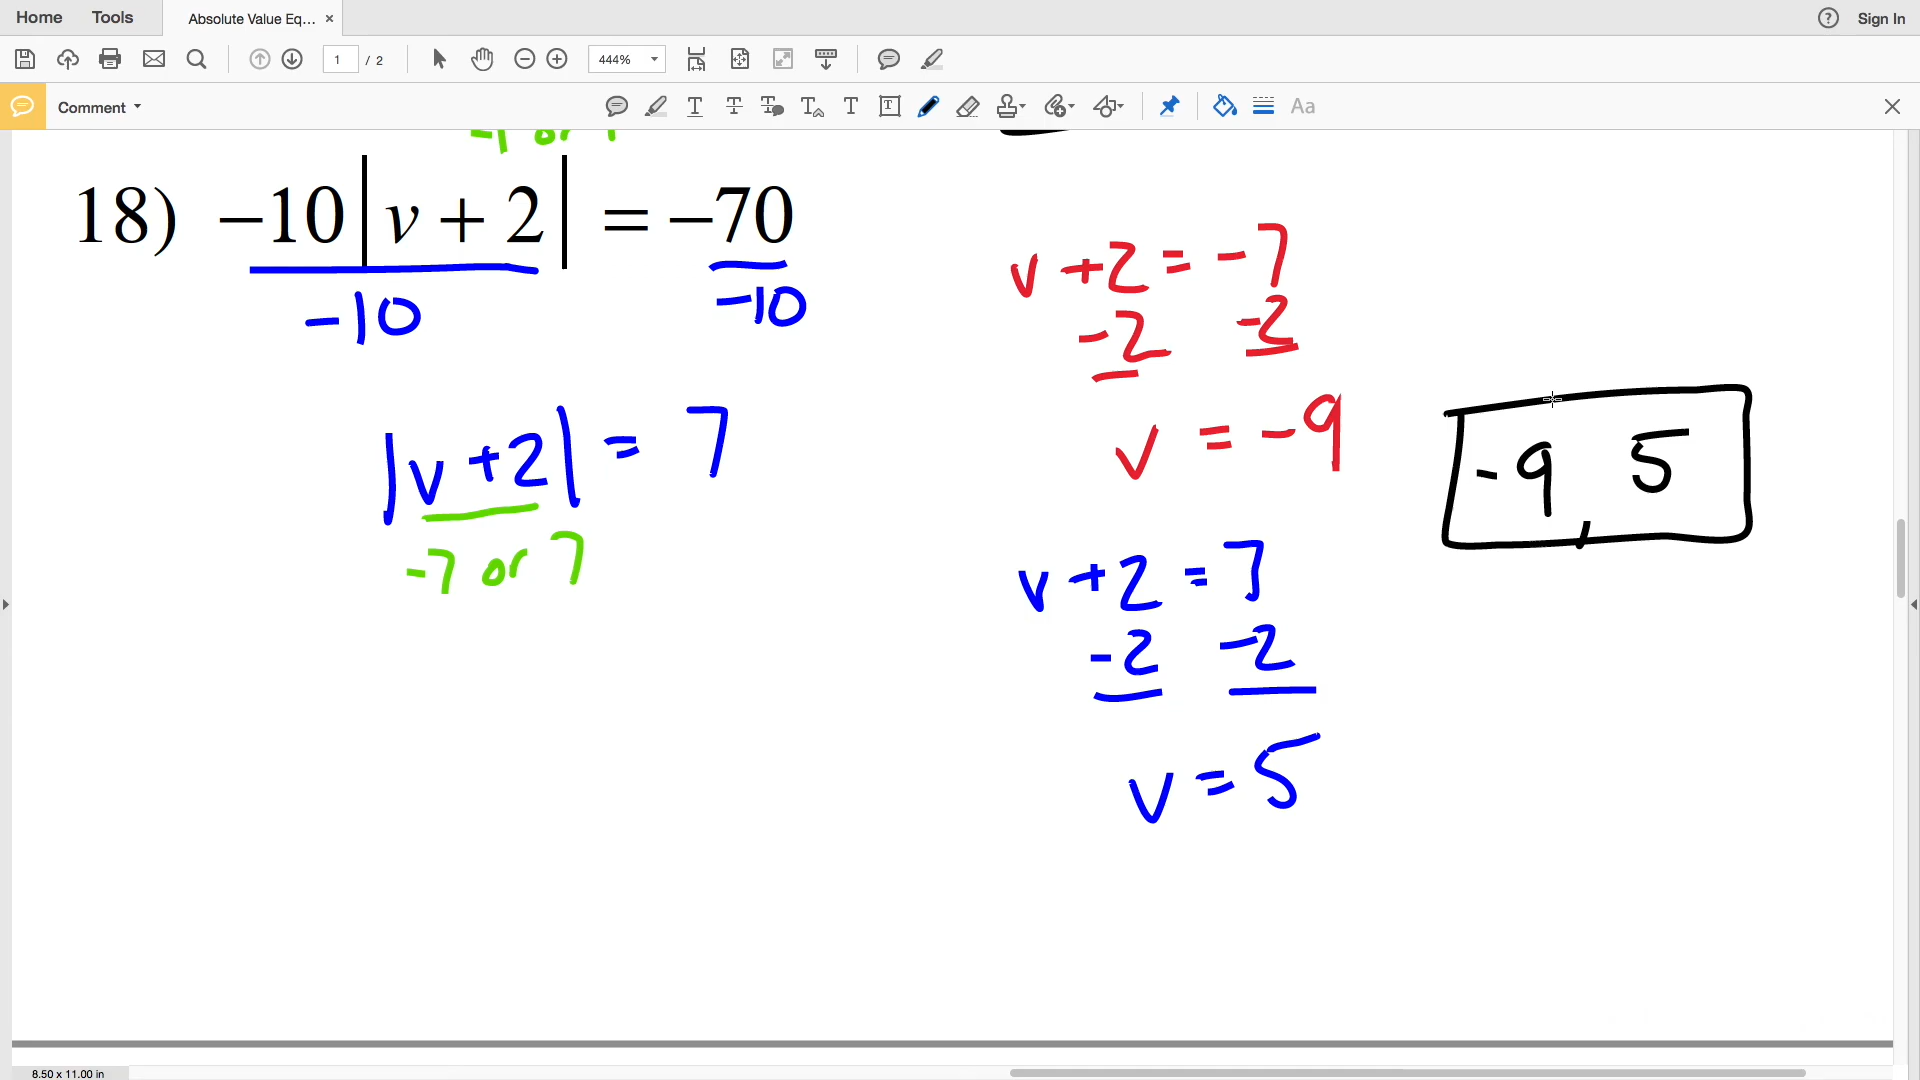 Home Tools Absolute Value Eq... × ? Sign In
1 / 2 444%
Comment Aa
18) −10|v + 2| = −70
-10 -10
|v+2| = 7
-7 or 7
v+2=-7
-2 -2
v = -9
v+2=7
-2 -2
v=5
-9, 5
8.50 x 11.00 in